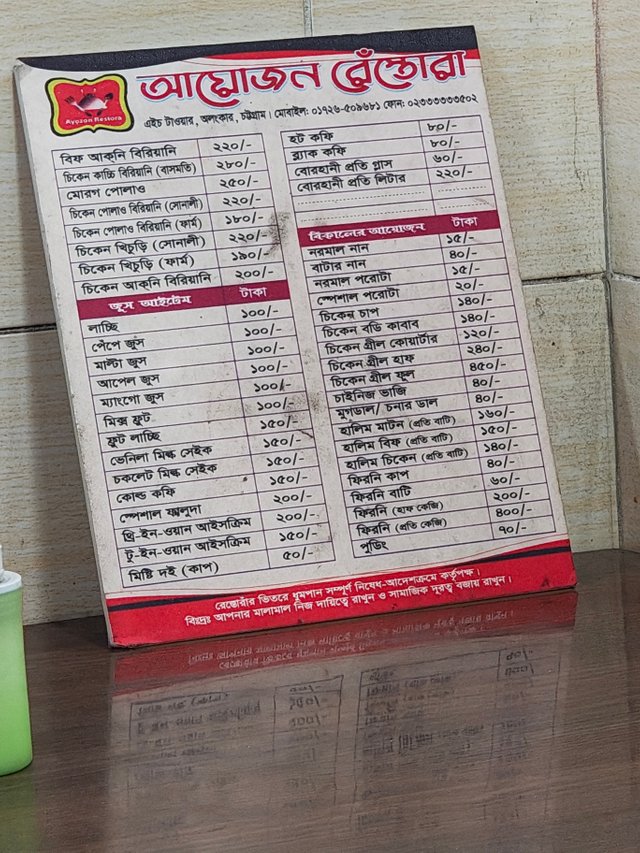 আয়োজন রেঁস্তোরা
Ayozon Restora
এইচ টাওয়ার, অলংকার, চট্টগ্রাম। মোবাইল: ০১৭২৬-৫০৯৬৮১ ফোন: ০২৩৩৩৩৩৩৫০২
বিফ আক্‌নি বিরিয়ানি ২২০/-
চিকেন কাচ্চি বিরিয়ানি (বাসমতি) ২৮০/-
মোরগ পোলাও ২৫০/-
চিকেন পোলাও বিরিয়ানি (সোনালী) ২২০/-
চিকেন পোলাও বিরিয়ানি (ফার্ম) ১৮০/-
চিকেন খিচুড়ি (সোনালী) ২২০/-
চিকেন খিচুড়ি (ফার্ম) ১৯০/-
চিকেন আক্‌নি বিরিয়ানি ২০০/-
জুস আইটেম টাকা
লাচ্ছি ১০০/-
পেঁপে জুস ১০০/-
মাল্টা জুস ১০০/-
আপেল জুস ১০০/-
ম্যাংগো জুস ১০০/-
মিক্স ফ্রুট ১০০/-
ফ্রুট লাচ্ছি ১৫০/-
ভেনিলা মিল্ক সেইক ১৫০/-
চকলেট মিল্ক সেইক ১৫০/-
কোল্ড কফি ১৫০/-
স্পেশাল ফালুদা ২০০/-
থ্রি-ইন-ওয়ান আইসক্রিম ২০০/-
টু-ইন-ওয়ান আইসক্রিম ১৫০/-
মিষ্টি দই (কাপ) ৫০/-
হট কফি ৮০/-
ব্ল্যাক কফি ৮০/-
বোরহানী প্রতি গ্লাস ৬০/-
বোরহানী প্রতি লিটার ২২০/-
বিকালের আয়োজন টাকা
নরমাল নান ১৫/-
বাটার নান ৪০/-
নরমাল পরোটা ১৫/-
স্পেশাল পরোটা ২০/-
চিকেন চাপ ১৪০/-
চিকেন বডি কাবাব ১৪০/-
চিকেন গ্রীল কোয়ার্টার ১২০/-
চিকেন গ্রীল হাফ ২৪০/-
চিকেন গ্রীল ফুল ৪৫০/-
চাইনিজ ভাজি ৪০/-
মুগডাল/ চনার ডাল ৪০/-
হালিম মাটন (প্রতি বাটি) ১৬০/-
হালিম বিফ (প্রতি বাটি) ১৫০/-
হালিম চিকেন (প্রতি বাটি) ১৪০/-
ফিরনি কাপ ৪০/-
ফিরনি বাটি ৬০/-
ফিরনি (হাফ কেজি) ২০০/-
ফিরনি (প্রতি কেজি) ৪০০/-
পুডিং ৭০/-
রেস্তোরাঁর ভিতরে ধুমপান সম্পূর্ণ নিষেধ-আদেশক্রমে কর্তৃপক্ষ।
বিঃদ্রঃ আপনার মালামাল নিজ দায়িত্বে রাখুন ও সামাজিক দূরত্ব বজায় রাখুন।